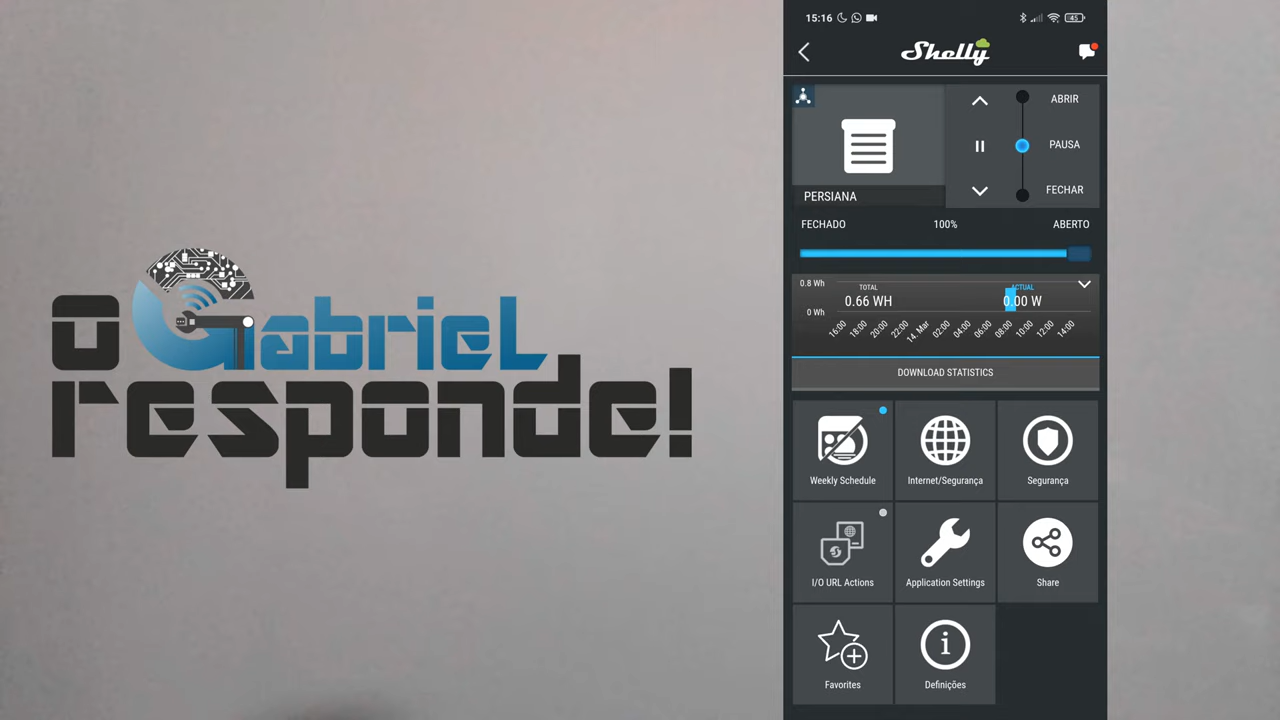 O Gabriel
responde!
15:16
45
Shelly
ABRIR
PAUSA
FECHAR
PERSIANA
FECHADO 100% ABERTO
0.8 Wh
TOTAL
ACTUAL
0.66 WH
0.00 W
0 Wh
16:00 18:00 20:00 22:00 14. Mar 02:00 04:00 06:00 08:00 10:00 12:00 14:00
DOWNLOAD STATISTICS
Weekly Schedule
Internet/Segurança
Segurança
I/O URL Actions
Application Settings
Share
Favorites
Definições